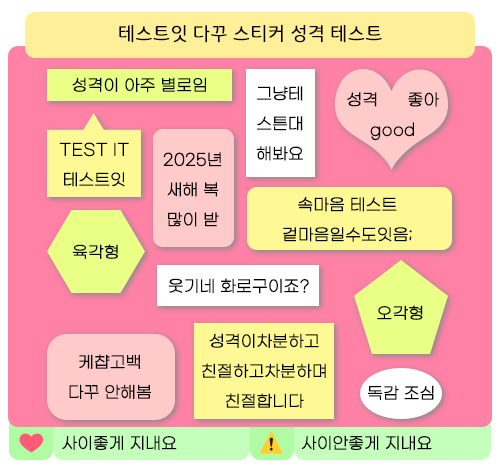 테스트잇 다꾸 스티커 성격 테스트
성격이 아주 별로임
그냥테
스튼대
해봐요
성격 좋아
good
TEST IT
테스트잇
2025년
새해 복
많이 받
속마음 테스트
겉마음일수도잇음;
육각형
웃기네 화로구이죠?
오각형
성격이차분하고
친절하고차분하며
친절합니다
케챱고백
다꾸 안해봄
독감 조심
사이좋게 지내요
사이안좋게 지내요